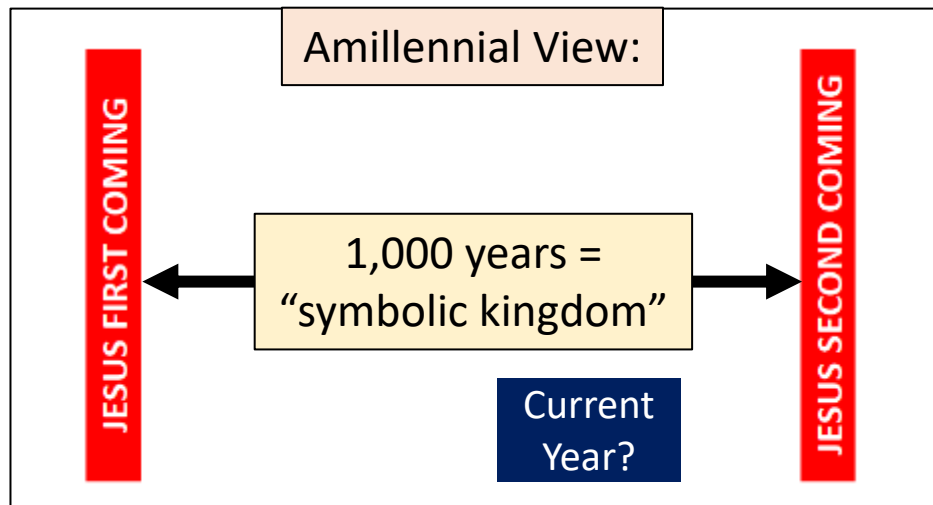 Amillennial View:
JESUS FIRST COMING
1,000 years =
“symbolic kingdom”
JESUS SECOND COMING
Current
Year?